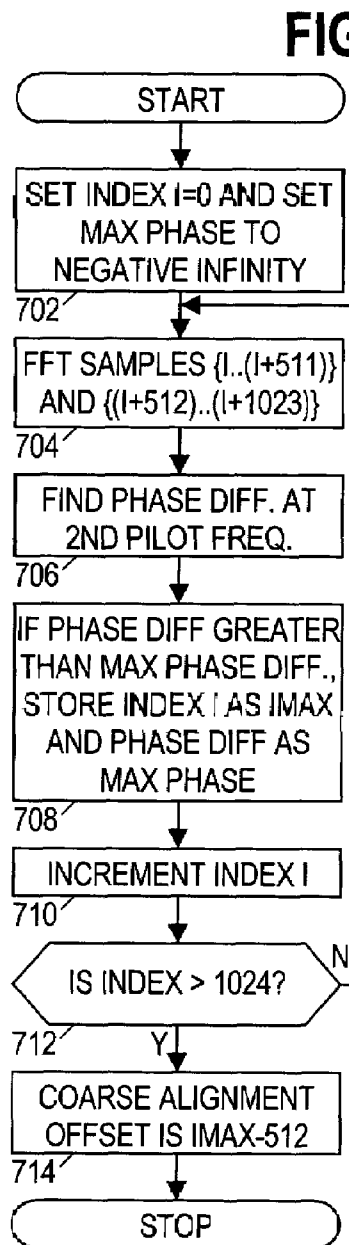 FIG
START
SET INDEX I=0 AND SET
MAX PHASE TO
NEGATIVE INFINITY
702
FFT SAMPLES {I..(I+511)}
AND {(I+512)..(I+1023)}
704
FIND PHASE DIFF. AT
2ND PILOT FREQ.
706
IF PHASE DIFF GREATER
THAN MAX PHASE DIFF.,
STORE INDEX I AS IMAX
AND PHASE DIFF AS
MAX PHASE
708
INCREMENT INDEX I
710
IS INDEX > 1024?
N
712
Y
COARSE ALIGNMENT
OFFSET IS IMAX-512
714
STOP